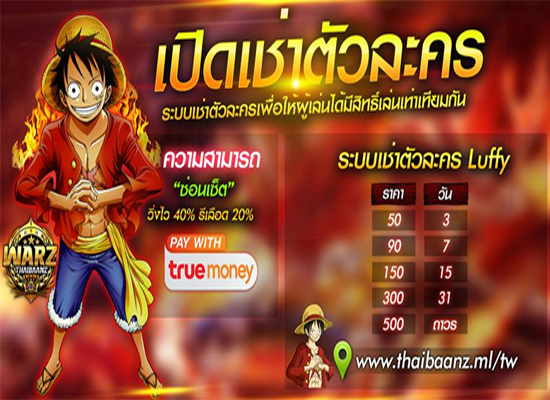 เปิดเช่าตัวละคร
ระบบเช่าตัวละครเพื่อให้ผู้เล่นได้มีสิทธิ์เล่นเท่าเทียมกัน
ความสามารถ
"ซ่อนเซ็ต"
วิ่งไว 40% รีเลือด 20%
PAY WITH
truemoney
WARZ
THAIBAANZ
ระบบเช่าตัวละคร Luffy
ราคา วัน
50 3
90 7
150 15
300 31
500 ถาวร
www.thaibaanz.ml/tw